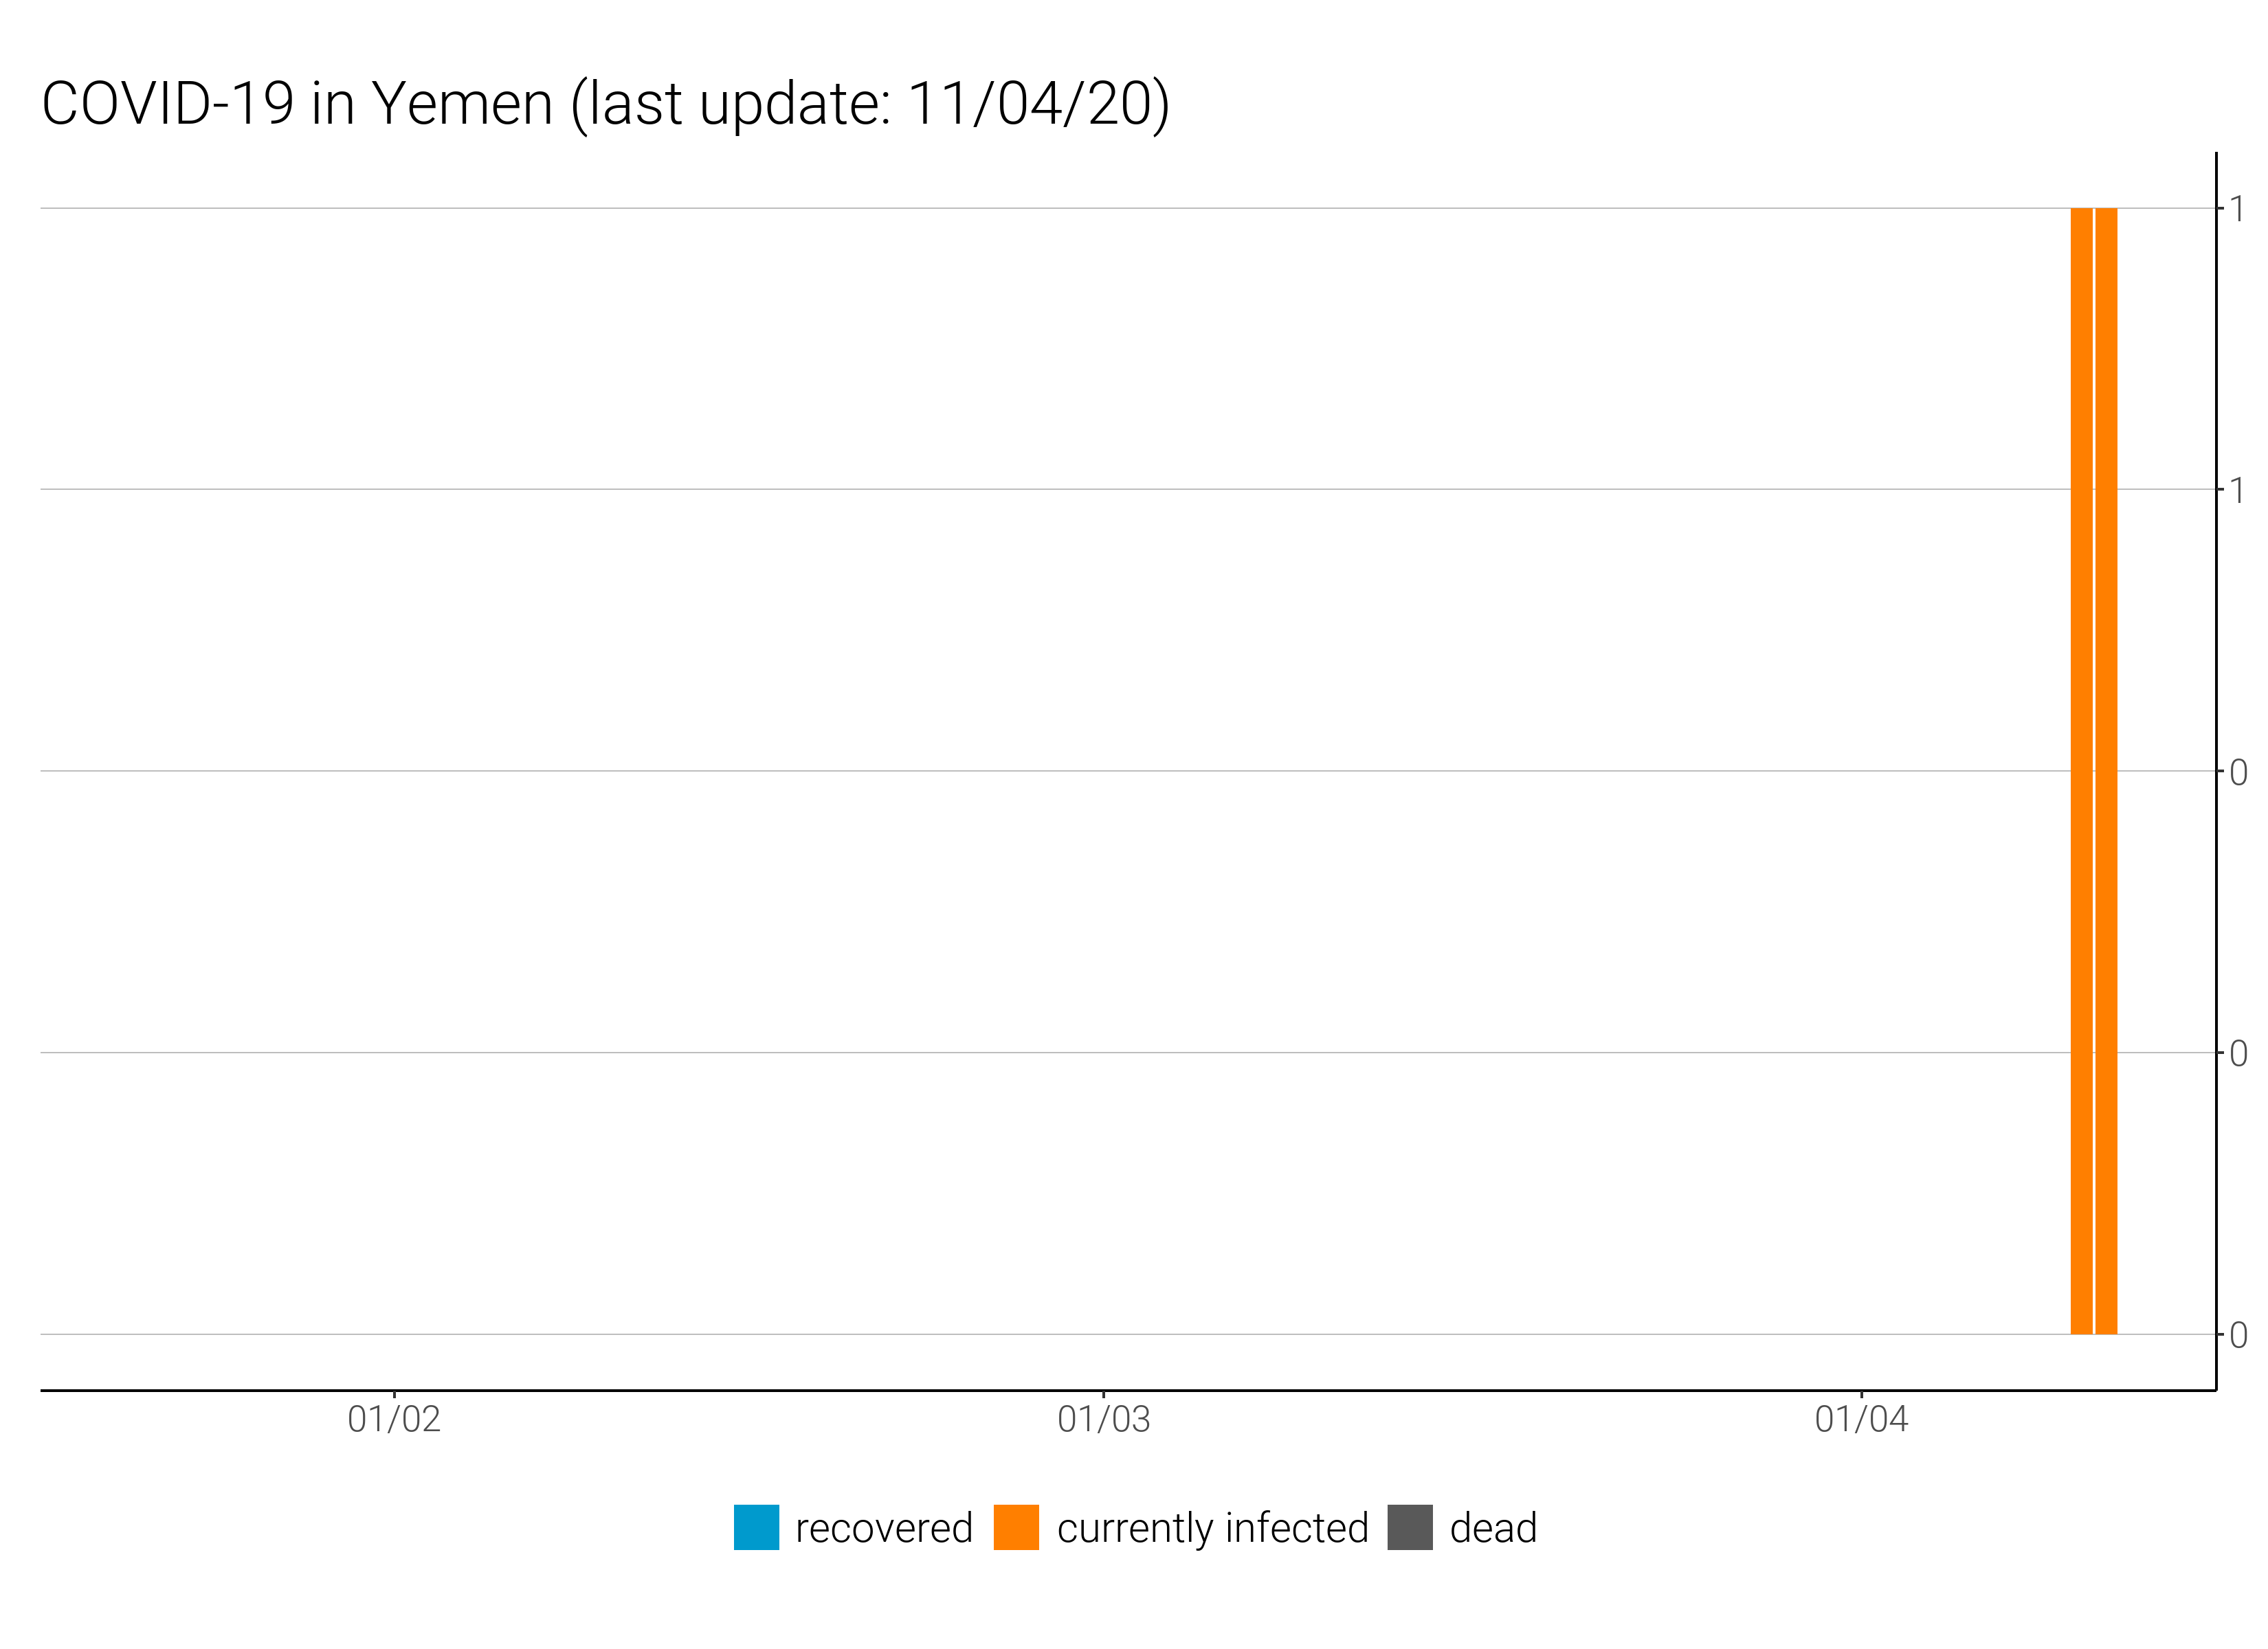 COVID-19 in Yemen (last update: 11/04/20)
1
1
0
0
0
01/02 01/03 01/04
recovered currently infected dead